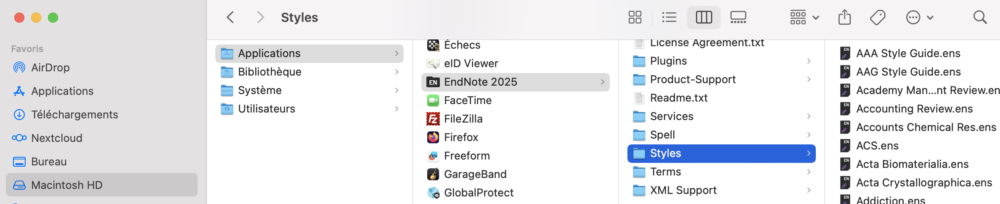 Styles
Favoris
AirDrop
Applications
Téléchargements
Nextcloud
Bureau
Macintosh HD
Applications
Bibliothèque
Système
Utilisateurs
Échecs
eID Viewer
EndNote 2025
FaceTime
FileZilla
Firefox
Freeform
GarageBand
GlobalProtect
License Agreement.txt
Plugins
Product-Support
Readme.txt
Services
Spell
Styles
Terms
XML Support
AAA Style Guide.ens
AAG Style Guide.ens
Academy Man...nt Review.en
Accounting Review.ens
Accounts Chemical Res.ens
ACS.ens
Acta Biomaterialia.ens
Acta Crystallographica.ens
Addiction.ens